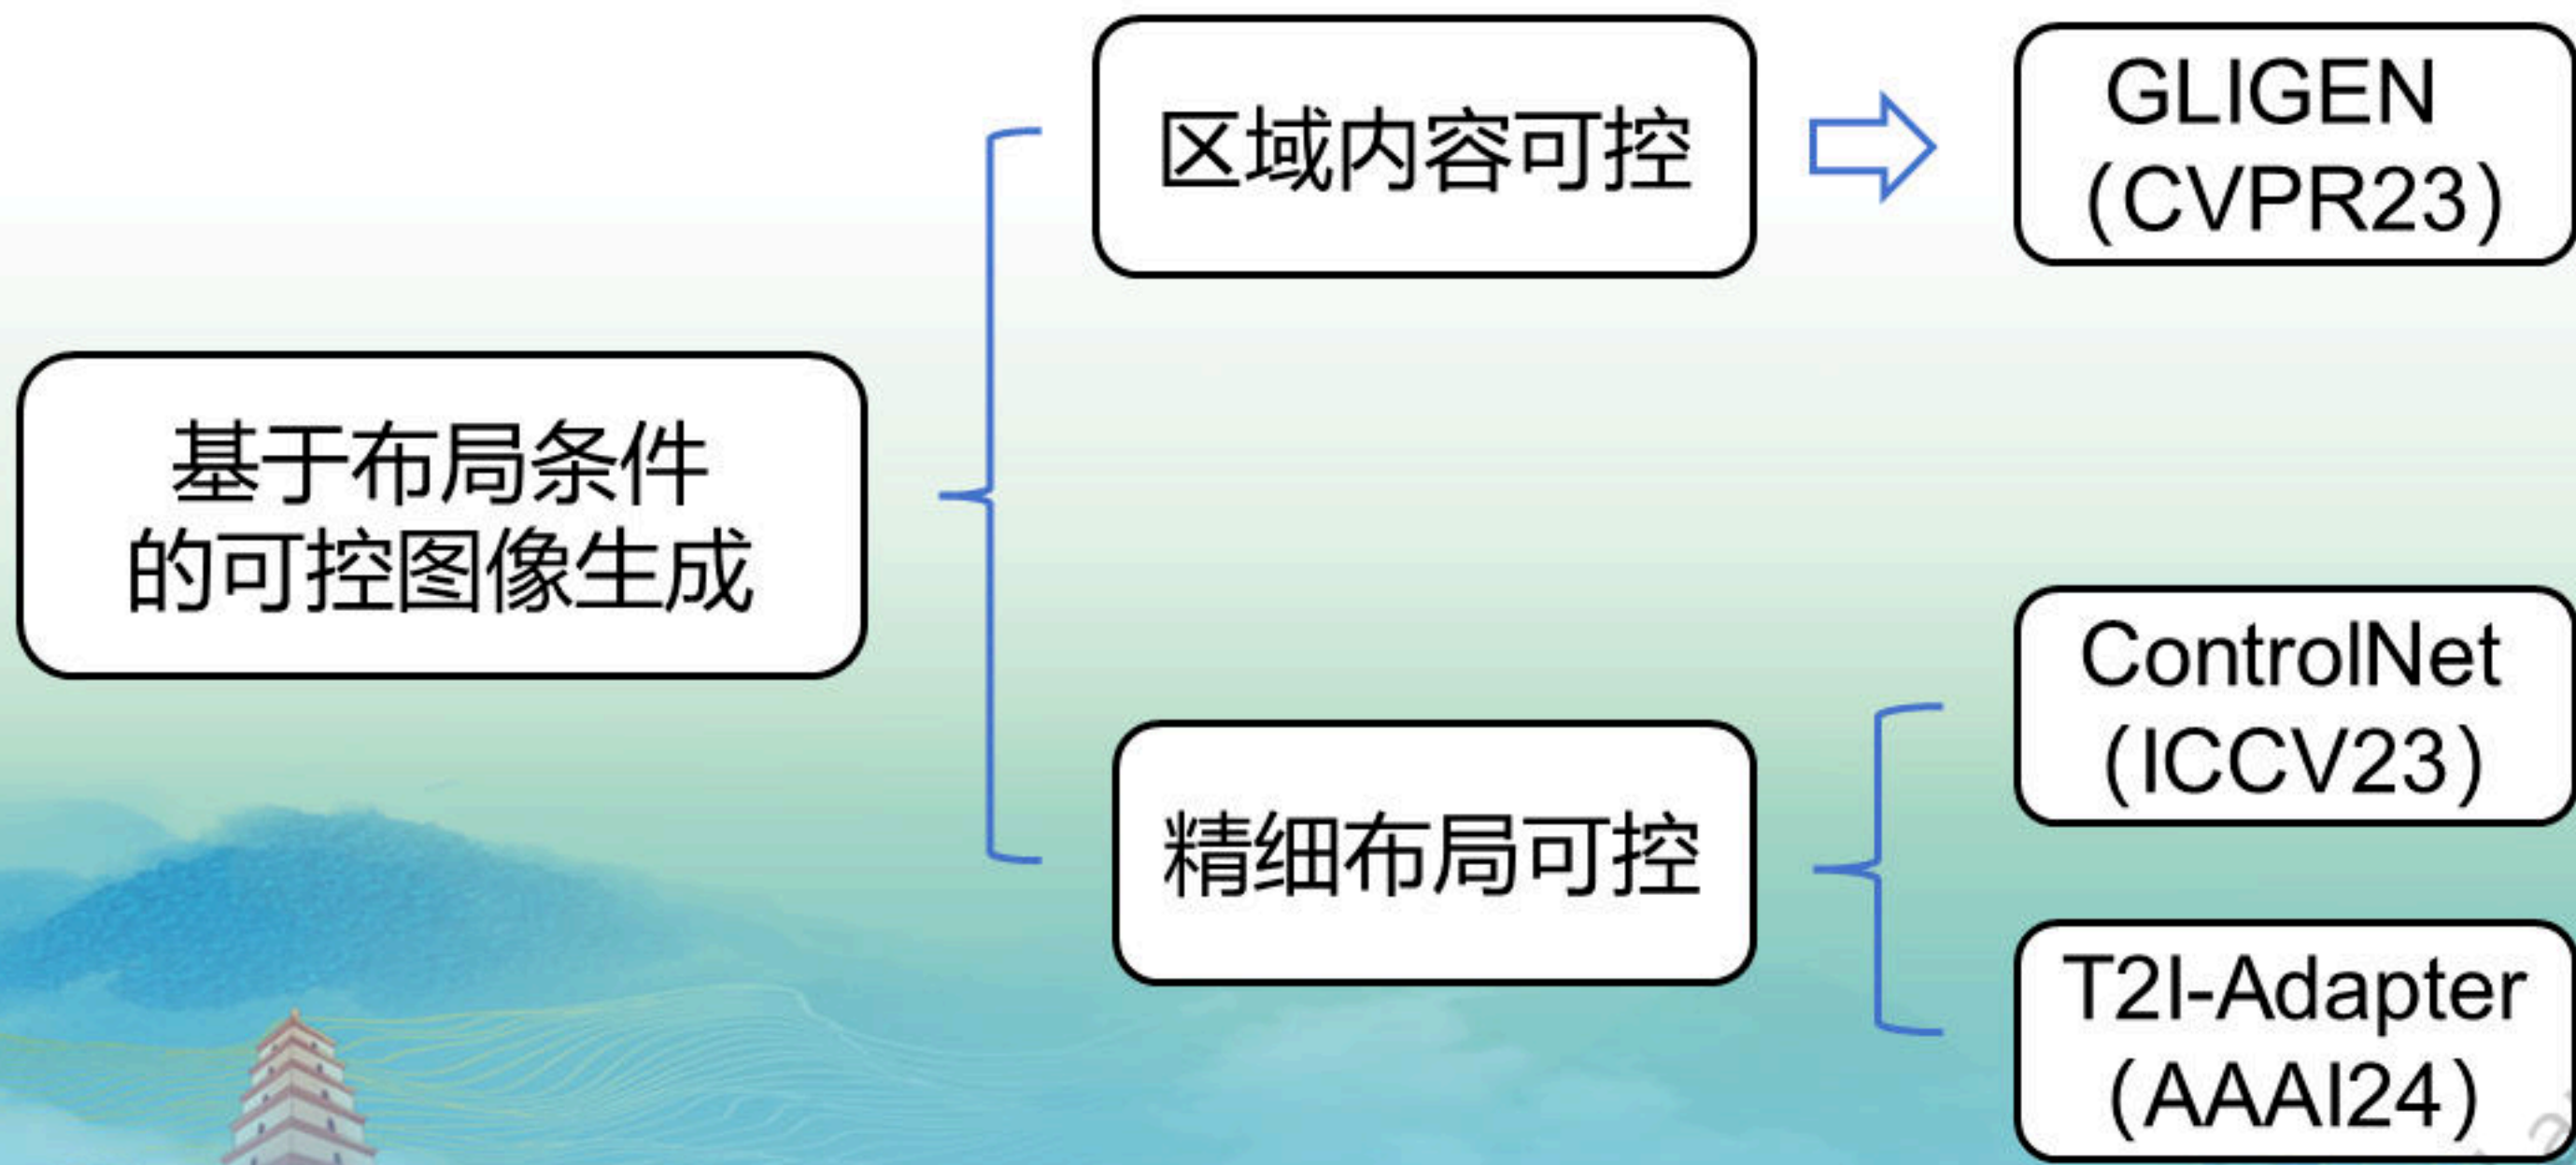 区域内容可控
GLIGEN
（CVPR23）
基于布局条件
的可控图像生成
精细布局可控
ControlNet
（ICCV23）
T2I-Adapter
（AAAI24）